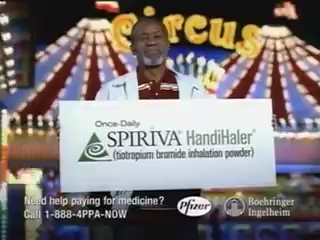 Circus
Once-Daily
SPIRIVA® HandiHaler®
(tiotropium bromide inhalation powder)
Need help paying for medicine?
Call 1-888-4PPA-NOW
Pfizer
Boehringer
Ingelheim